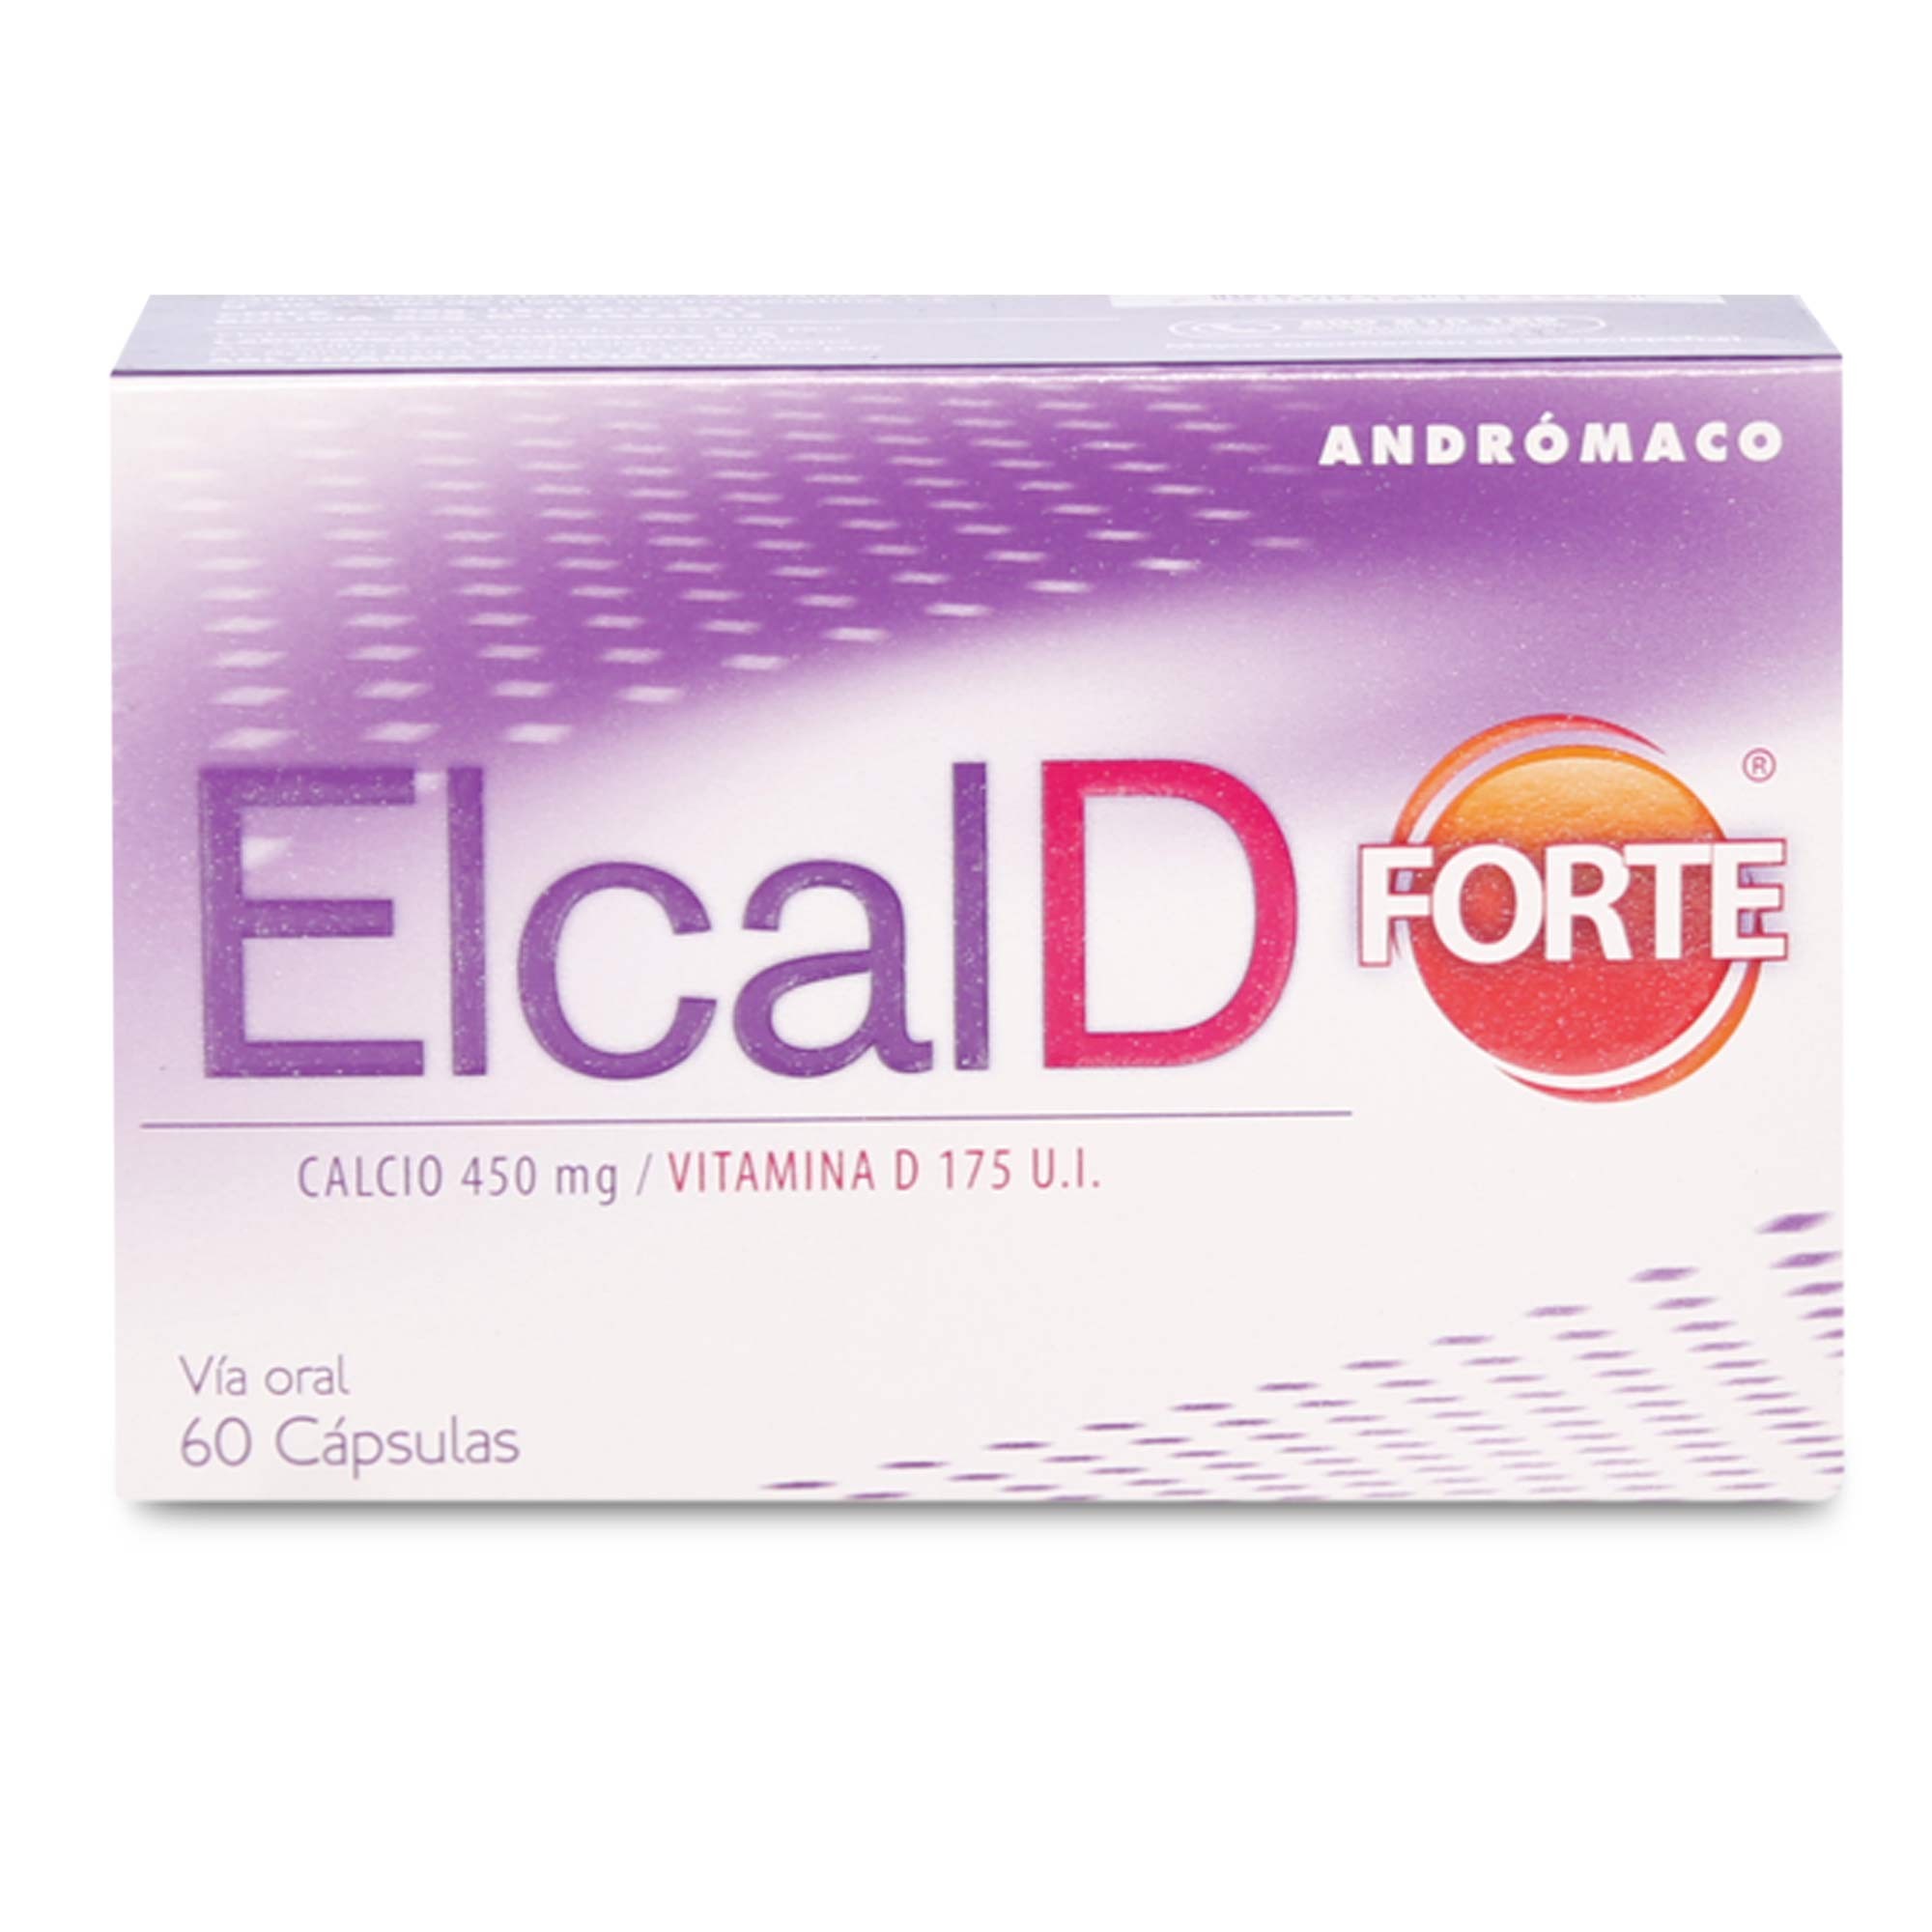 ANDRÓMACO
ElcalD FORTE ®
CALCIO 450 mg / VITAMINA D 175 U.I.
Vía oral
60 Cápsulas